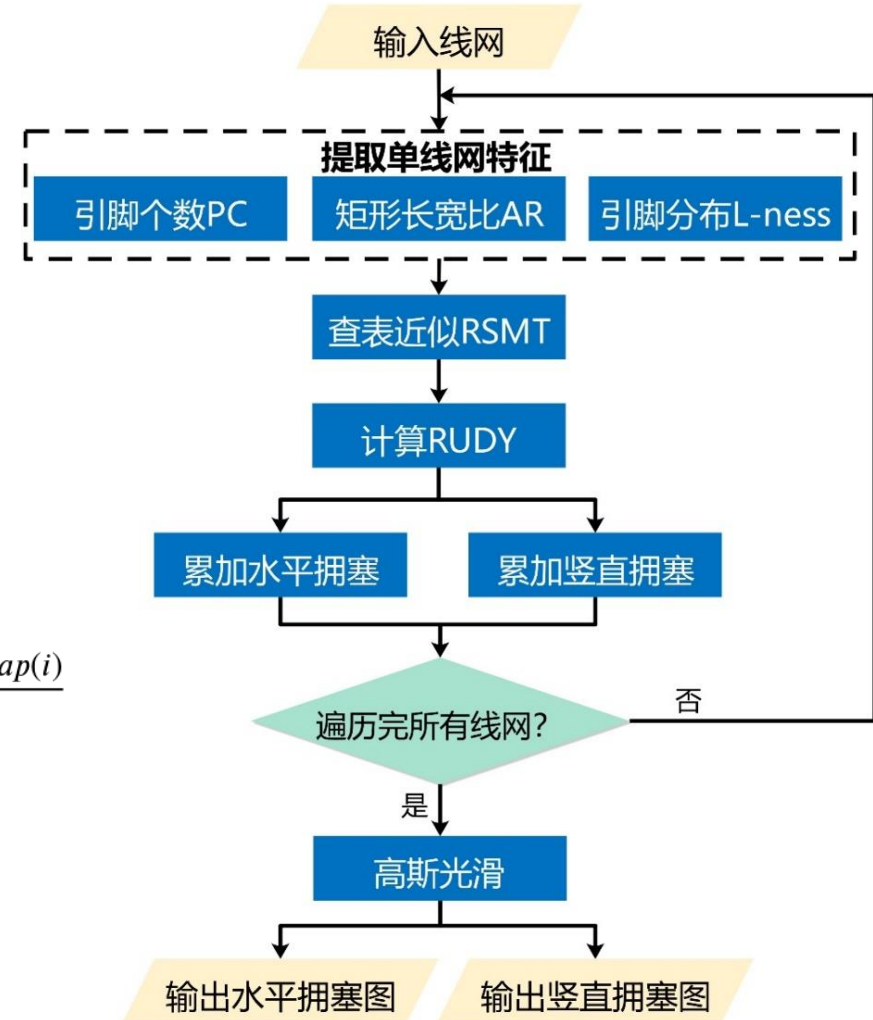 输入线网
提取单线网特征
引脚个数PC
矩形长宽比AR
引脚分布L-ness
查表近似RSMT
计算RUDY
累加水平拥塞
累加竖直拥塞
ap(i)
遍历完所有线网?
否
是
高斯光滑
输出水平拥塞图
输出竖直拥塞图